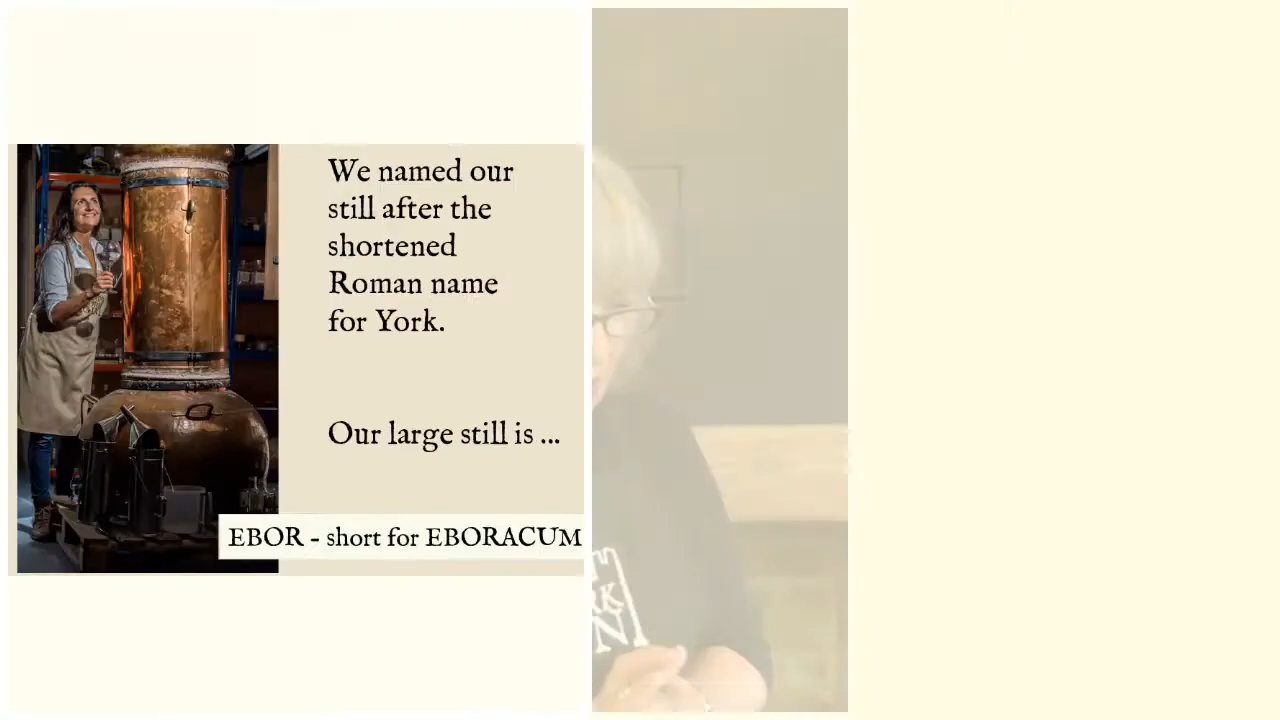 We named our
still after the
shortened
Roman name
for York.
Our large still is ...
EBOR - short for EBORACUM